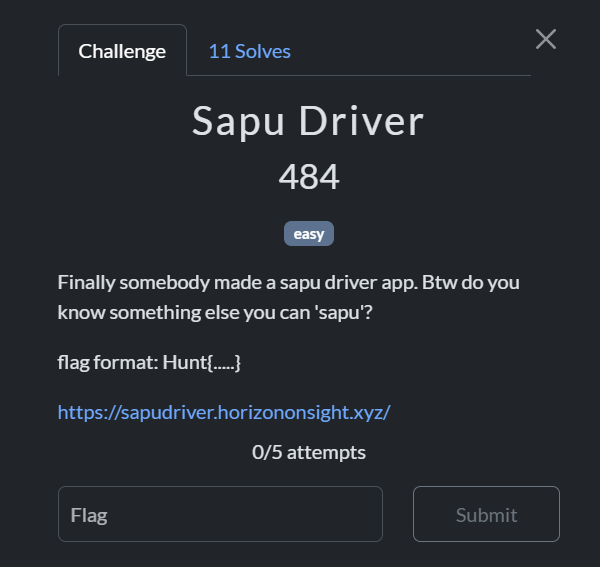 Challenge
11 Solves
Sapu Driver
484
easy
Finally somebody made a sapu driver app. Btw do you
know something else you can 'sapu'?
flag format: Hunt{.....}
https://sapudriver.horizononsight.xyz/
0/5 attempts
Flag
Submit